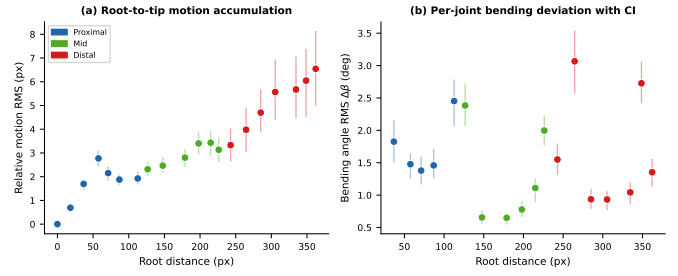 (a) Root-to-tip motion accumulation
Relative motion RMS (px)
8
7
6
5
4
3
2
1
0
Proximal
Mid
Distal
0 50 100 150 200 250 300 350
Root distance (px)
(b) Per-joint bending deviation with CI
Bending angle RMS Δβ (deg)
3.5
3.0
2.5
2.0
1.5
1.0
0.5
50 100 150 200 250 300 350
Root distance (px)